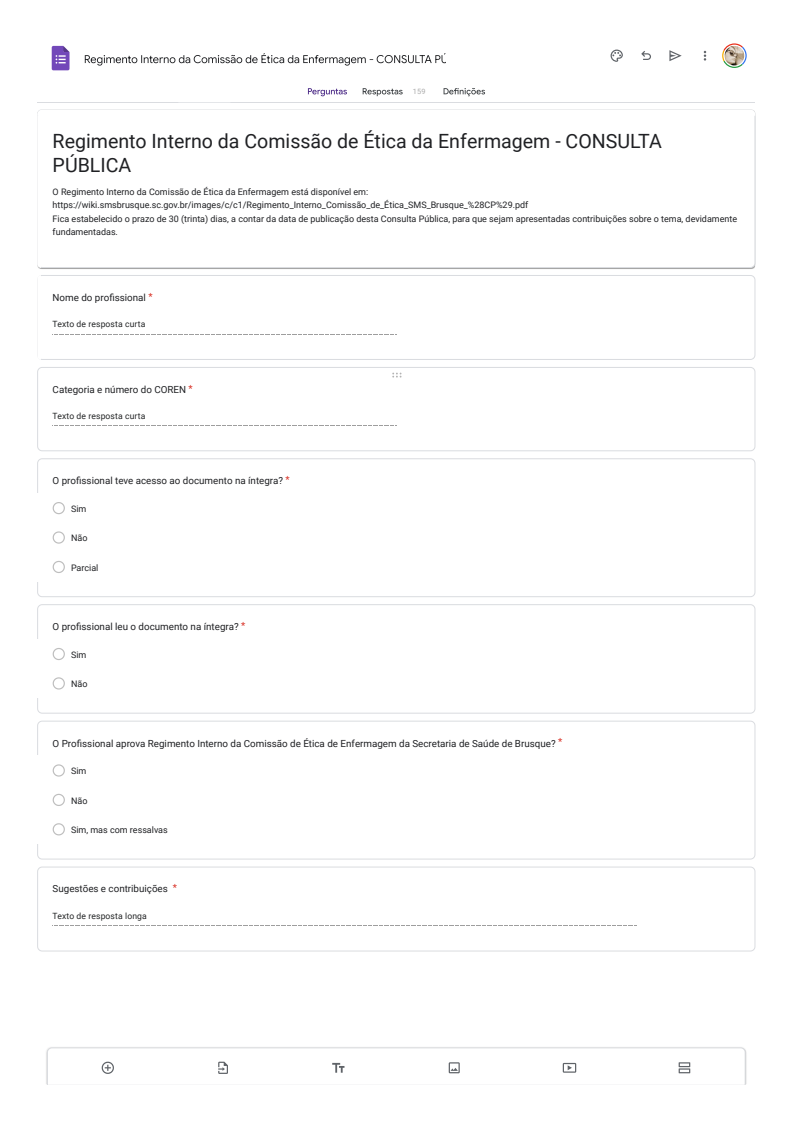 Regimento Interno da Comissão de Ética da Enfermagem - CONSULTA PÚ
Perguntas Respostas 159 Definições
Regimento Interno da Comissão de Ética da Enfermagem - CONSULTA
PÚBLICA
O Regimento Interno da Comissão de Ética da Enfermagem está disponível em:
https://wiki.smsbrusque.sc.gov.br/images/c/c1/Regimento_Interno_Comissão_de_Ética_SMS_Brusque_%28CP%29.pdf
Fica estabelecido o prazo de 30 (trinta) dias, a contar da data de publicação desta Consulta Pública, para que sejam apresentadas contribuições sobre o tema, devidamente
fundamentadas.
Nome do profissional *
Texto de resposta curta
Categoria e número do COREN *
Texto de resposta curta
O profissional teve acesso ao documento na íntegra? *
Sim
Não
Parcial
O profissional leu o documento na íntegra? *
Sim
Não
O Profissional aprova Regimento Interno da Comissão de Ética de Enfermagem da Secretaria de Saúde de Brusque? *
Sim
Não
Sim, mas com ressalvas
Sugestões e contribuições *
Texto de resposta longa